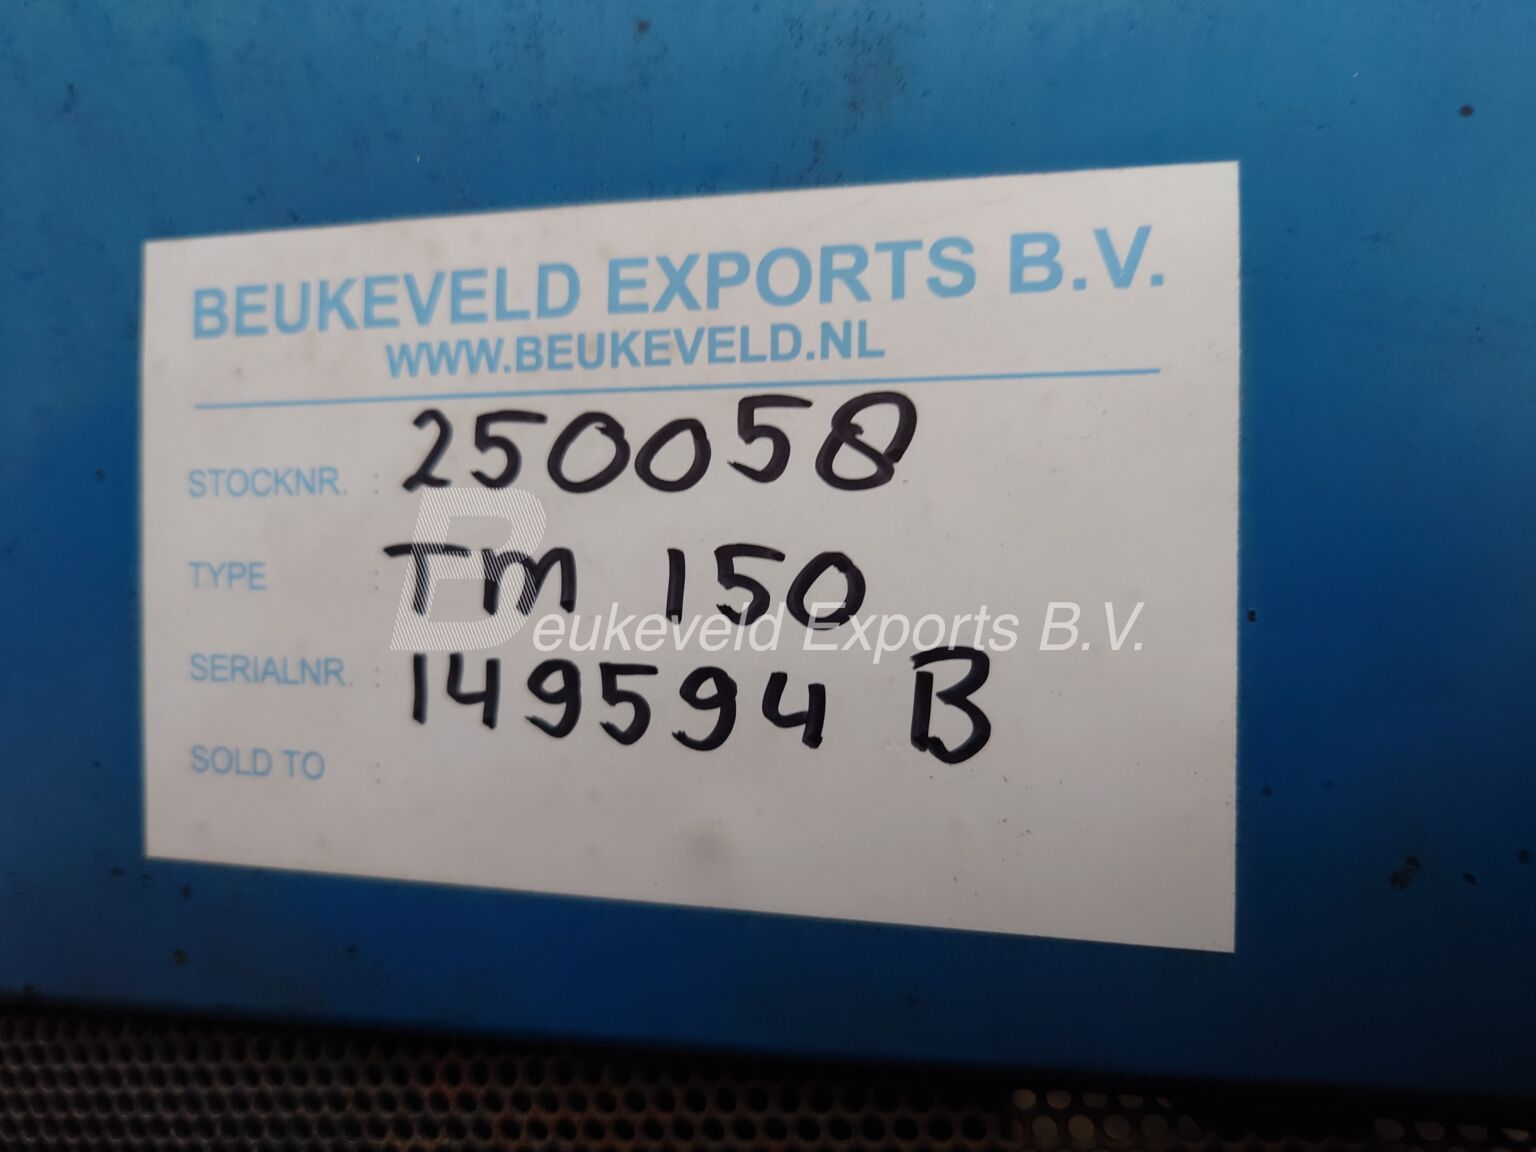 BEUKEVELD EXPORTS B.V.
WWW.BEUKEVELD.NL
STOCKNR. : 250058
TYPE : TM 150
Beukeveld Exports B.V.
SERIALNR. : 149594 B
SOLD TO :